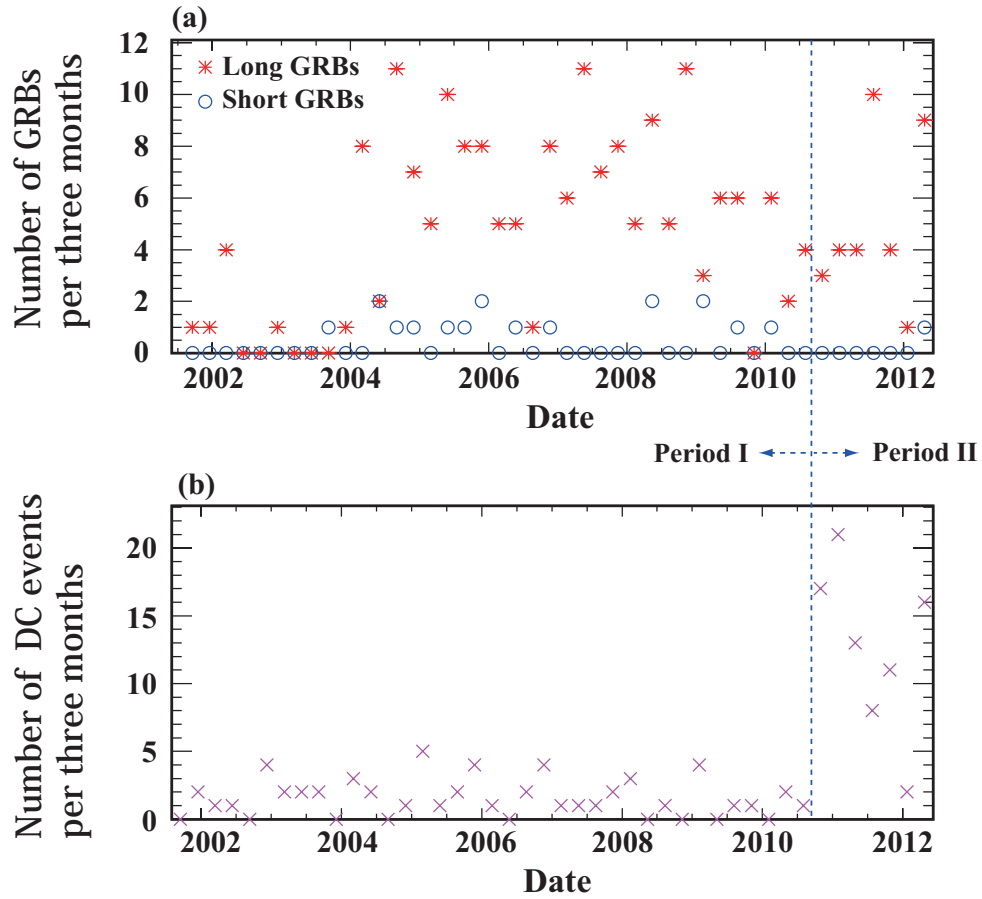 (a)
12
10
8
6
4
2
0
Number of GRBs
per three months
Long GRBs
Short GRBs
2002 2004 2006 2008 2010 2012
Date
Period I Period II
(b)
20
15
10
5
0
Number of DC events
per three months
2002 2004 2006 2008 2010 2012
Date